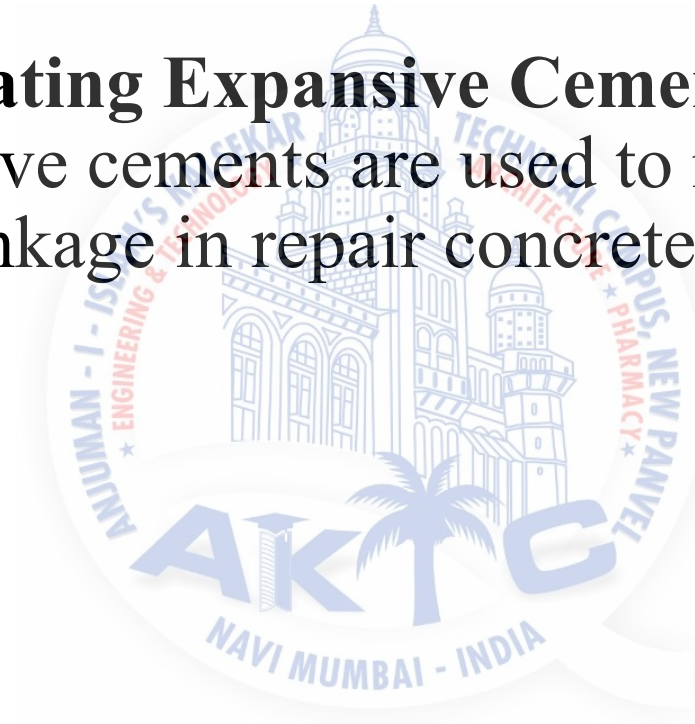 ating Expansive Ceme
ve cements are used to
nkage in repair concrete
ANJUMAN - I - ISLAM'S KALSEKAR TECHNICAL CAMPUS, NEW PANVEL
★ ENGINEERING & TECHNOLOGY ★ ARCHITECTURE ★ PHARMACY ★
AKTC
NAVI MUMBAI - INDIA